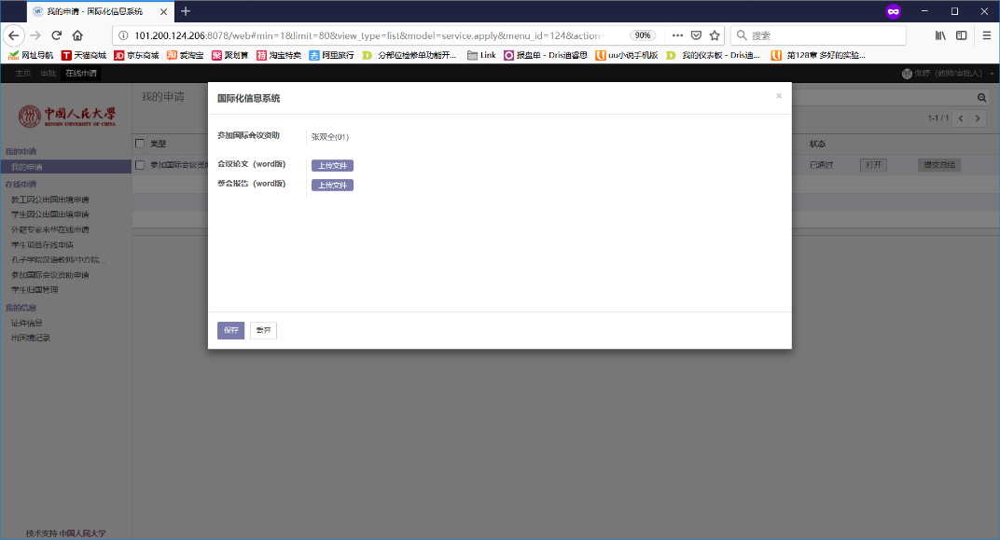 我的申请 - 国际化信息系统
101.200.124.206:8078/web#min=1&limit=80&view_type=list&model=service.apply&menu_id=124&action=
90%
搜索
网址导航 天猫商城 京东商城 爱淘宝 聚划算 淘宝特卖 阿里旅行 分部位检修单功能开... Link 报盘单 - Dris迪睿思 uu小说手机版 我的仪表板 - Dris迪... 第128章 多好的实验...
主页 审批 在线申请
张婷（教师/审批人）
中国人民大学
RENMIN UNIVERSITY OF CHINA
我的申请
我的申请
在线申请
教工因公出国出境申请
学生因公出国出境申请
外籍专家来华在线申请
学生项目在线申请
孔子学院汉语教师/中方院...
参加国际会议资助申请
学生归国管理
我的信息
证件信息
出国境记录
技术支持 中国人民大学
我的申请
1-1 / 1
类型
状态
参加国际会议资
已通过
打开
提交总结
国际化信息系统
×
参加国际会议资助
张双全(01)
会议论文（word版）
上传文件
参会报告（word版）
上传文件
保存
丢弃